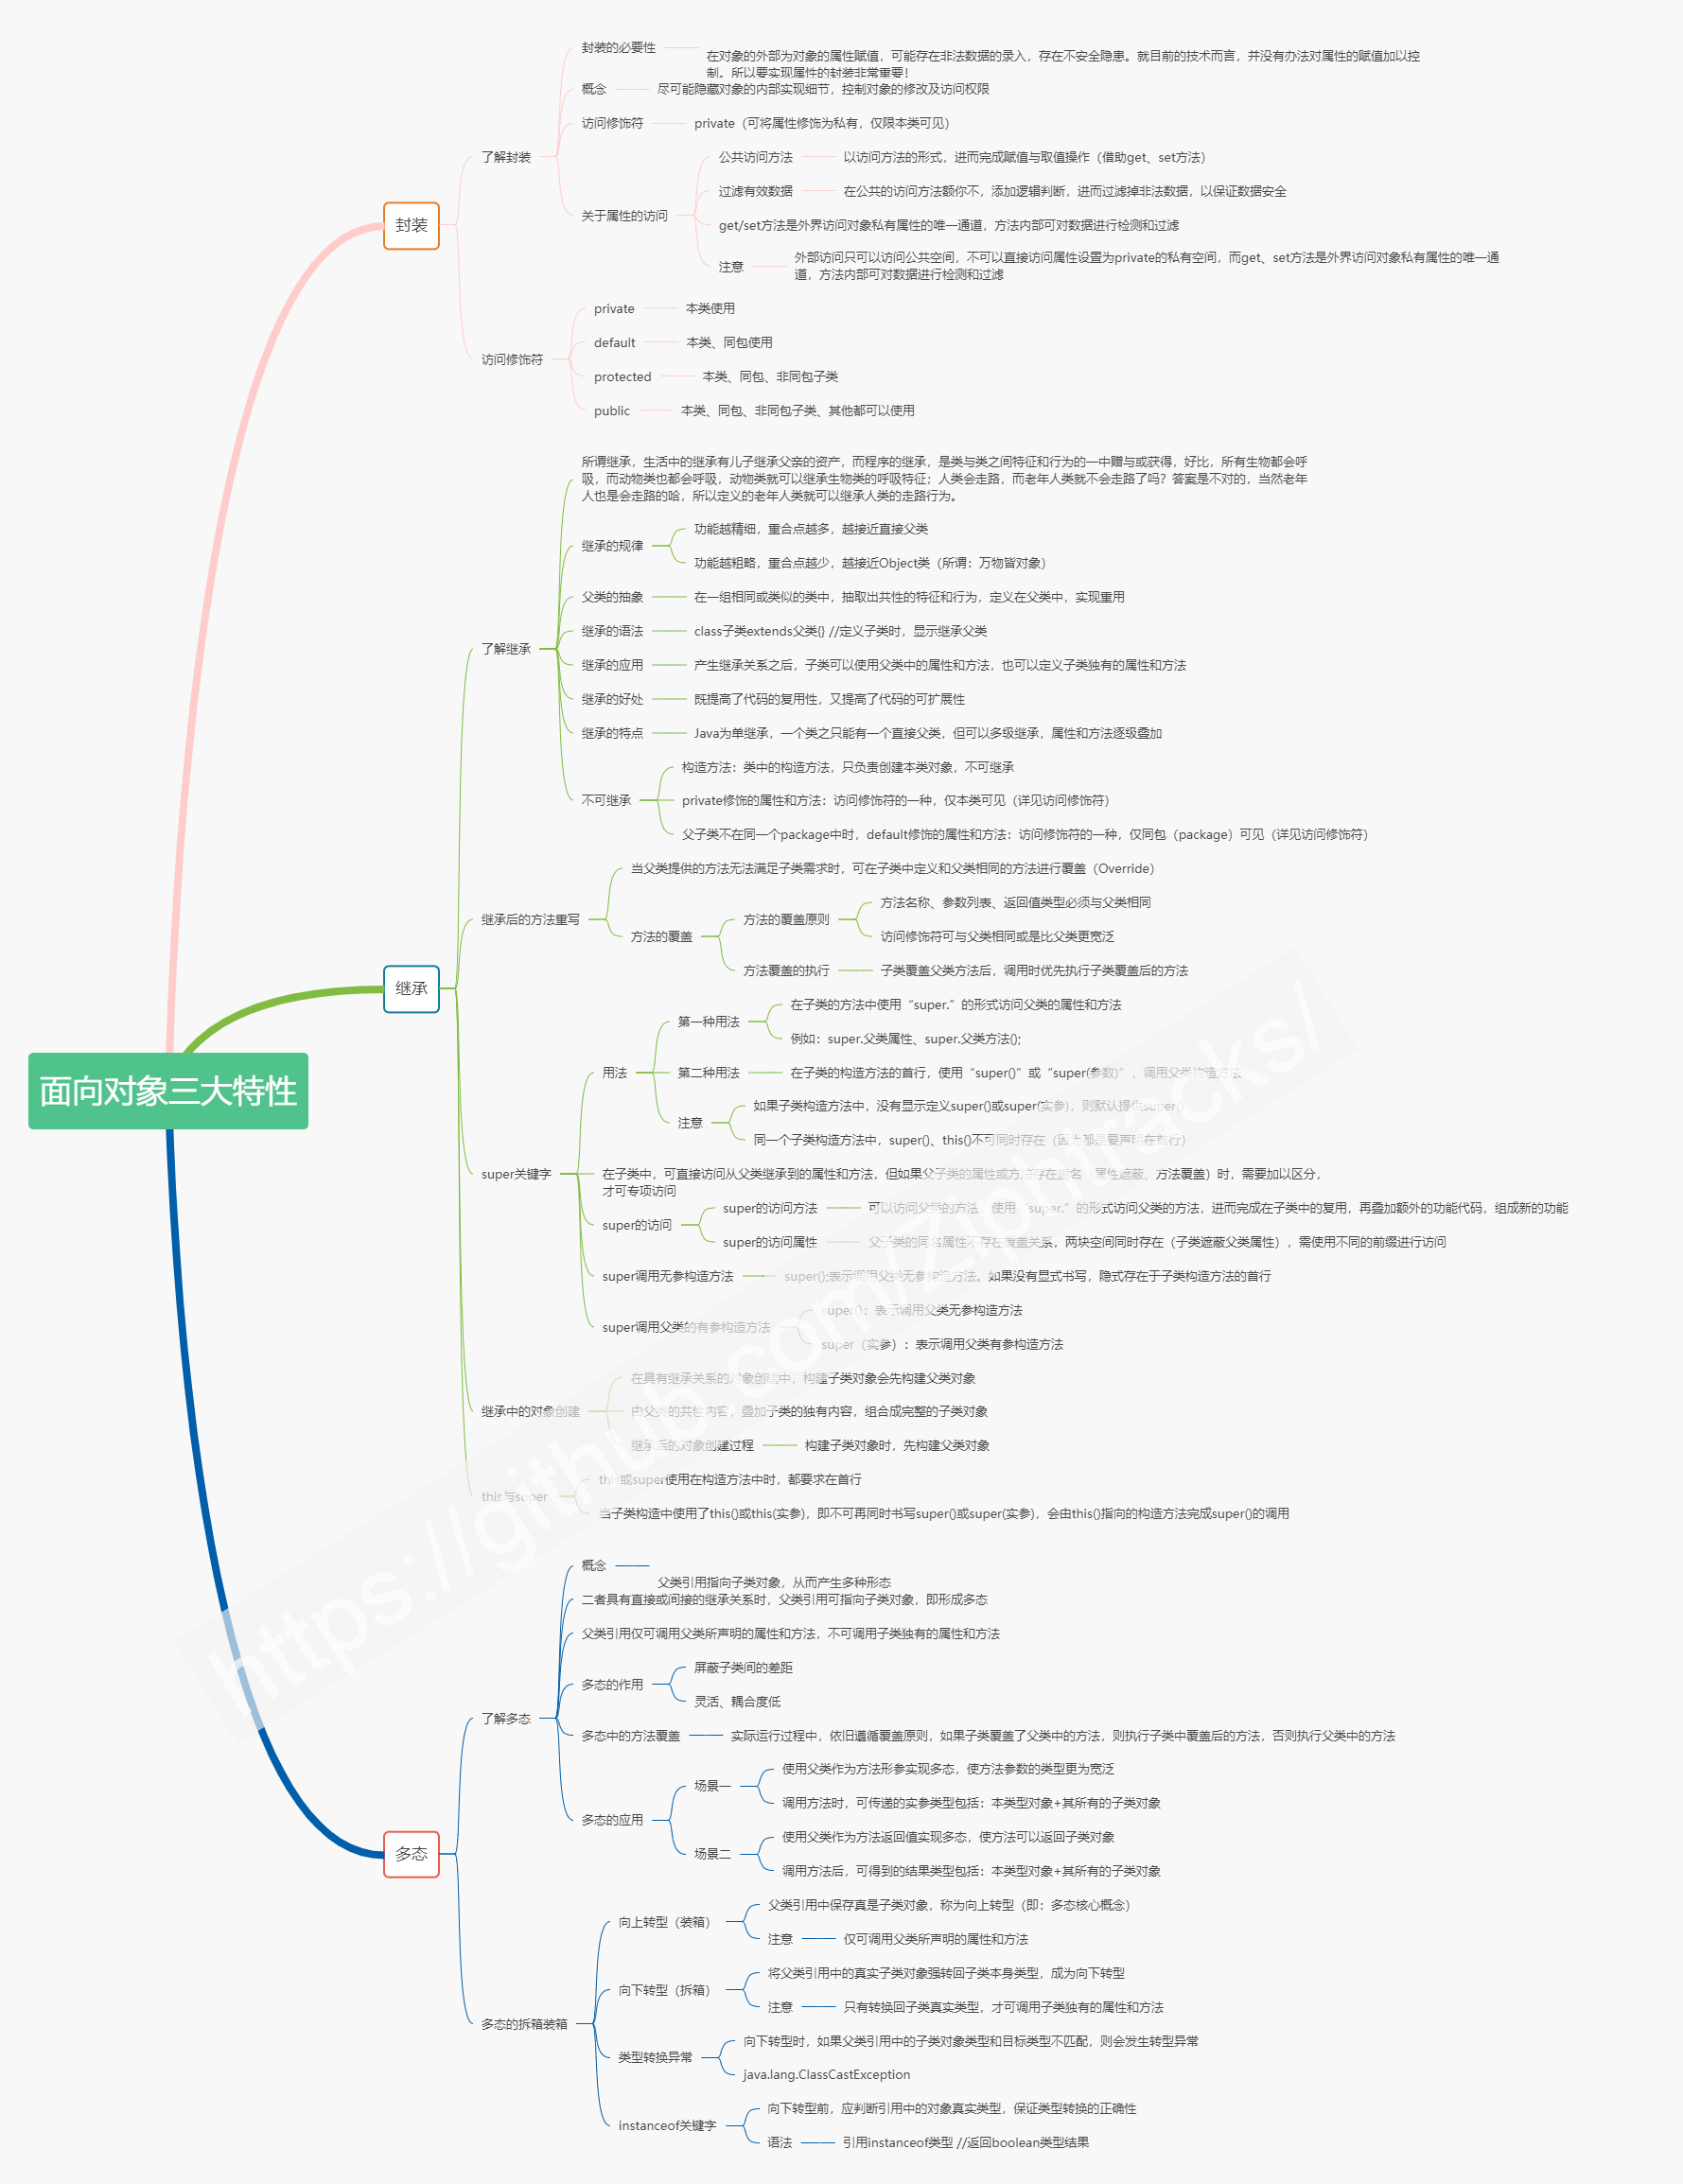 面向对象三大特性
封装
了解封装
封装的必要性
在对象的外部为对象的属性赋值，可能存在非法数据的录入，存在不安全隐患。就目前的技术而言，并没有办法对属性的赋值加以控
制。所以要实现属性的封装非常重要！
概念
尽可能隐藏对象的内部实现细节，控制对象的修改及访问权限
访问修饰符
private（可将属性修饰为私有，仅限本类可见）
关于属性的访问
公共访问方法
以访问方法的形式，进而完成赋值与取值操作（借助get、set方法）
过滤有效数据
在公共的访问方法额你不，添加逻辑判断，进而过滤掉非法数据，以保证数据安全
get/set方法是外界访问对象私有属性的唯一通道，方法内部可对数据进行检测和过滤
注意
外部访问只可以访问公共空间，不可以直接访问属性设置为private的私有空间，而get、set方法是外界访问对象私有属性的唯一通
道，方法内部可对数据进行检测和过滤
访问修饰符
private
本类使用
default
本类、同包使用
protected
本类、同包、非同包子类
public
本类、同包、非同包子类、其他都可以使用
继承
了解继承
所谓继承，生活中的继承有儿子继承父亲的资产，而程序的继承，是类与类之间特征和行为的一中赠与或获得，好比，所有生物都会呼
吸，而动物类也都会呼吸，动物类就可以继承生物类的呼吸特征；人类会走路，而老年人类就不会走路了吗？答案是不对的，当然老年
人也是会走路的哈，所以定义的老年人类就可以继承人类的走路行为。
继承的规律
功能越精细，重合点越多，越接近直接父类
功能越粗略，重合点越少，越接近Object类（所谓：万物皆对象）
父类的抽象
在一组相同或类似的类中，抽取出共性的特征和行为，定义在父类中，实现重用
继承的语法
class子类extends父类{} //定义子类时，显示继承父类
继承的应用
产生继承关系之后，子类可以使用父类中的属性和方法，也可以定义子类独有的属性和方法
继承的好处
既提高了代码的复用性，又提高了代码的可扩展性
继承的特点
Java为单继承，一个类之只能有一个直接父类，但可以多级继承，属性和方法逐级叠加
不可继承
构造方法：类中的构造方法，只负责创建本类对象，不可继承
private修饰的属性和方法：访问修饰符的一种，仅本类可见（详见访问修饰符）
父子类不在同一个package中时，default修饰的属性和方法：访问修饰符的一种，仅同包（package）可见（详见访问修饰符）
继承后的方法重写
当父类提供的方法无法满足子类需求时，可在子类中定义和父类相同的方法进行覆盖（Override）
方法的覆盖
方法的覆盖原则
方法名称、参数列表、返回值类型必须与父类相同
访问修饰符可与父类相同或是比父类更宽泛
方法覆盖的执行
子类覆盖父类方法后，调用时优先执行子类覆盖后的方法
super关键字
用法
第一种用法
在子类的方法中使用“super.”的形式访问父类的属性和方法
例如：super.父类属性、super.父类方法();
第二种用法
在子类的构造方法的首行，使用“super()”或“super(参数)”，调用父类构造方法
注意
如果子类构造方法中，没有显示定义super()或super(实参)，则默认提供super()
同一个子类构造方法中，super()、this()不可同时存在（因为都是要声明在首行）
在子类中，可直接访问从父类继承到的属性和方法，但如果父子类的属性或方法存在重名（属性遮蔽、方法覆盖）时，需要加以区分，
才可专项访问
super的访问
super的访问方法
可以访问父类的方法，使用“super.”的形式访问父类的方法，进而完成在子类中的复用，再叠加额外的功能代码，组成新的功能
super的访问属性
父子类的同名属性不存在覆盖关系，两块空间同时存在（子类遮蔽父类属性），需使用不同的前缀进行访问
super调用无参构造方法
super();表示调用父类无参构造方法。如果没有显式书写，隐式存在于子类构造方法的首行
super调用父类的有参构造方法
super()：表示调用父类无参构造方法
super（实参）：表示调用父类有参构造方法
继承中的对象创建
在具有继承关系的对象创建中，构建子类对象会先构建父类对象
由父类的共性内容，叠加子类的独有内容，组合成完整的子类对象
继承后的对象创建过程
构建子类对象时，先构建父类对象
this与super
this或super使用在构造方法中时，都要求在首行
当子类构造中使用了this()或this(实参)，即不可再同时书写super()或super(实参)，会由this()指向的构造方法完成super()的调用
多态
了解多态
概念
父类引用指向子类对象，从而产生多种形态
二者具有直接或间接的继承关系时，父类引用可指向子类对象，即形成多态
父类引用仅可调用父类所声明的属性和方法，不可调用子类独有的属性和方法
多态的作用
屏蔽子类间的差距
灵活、耦合度低
多态中的方法覆盖
实际运行过程中，依旧遵循覆盖原则，如果子类覆盖了父类中的方法，则执行子类中覆盖后的方法，否则执行父类中的方法
多态的应用
场景一
使用父类作为方法形参实现多态，使方法参数的类型更为宽泛
调用方法时，可传递的实参类型包括：本类型对象+其所有的子类对象
场景二
使用父类作为方法返回值实现多态，使方法可以返回子类对象
调用方法后，可得到的结果类型包括：本类型对象+其所有的子类对象
多态的拆箱装箱
向上转型（装箱）
父类引用中保存真是子类对象，称为向上转型（即：多态核心概念）
注意
仅可调用父类所声明的属性和方法
向下转型（拆箱）
将父类引用中的真实子类对象强转回子类本身类型，成为向下转型
注意
只有转换回子类真实类型，才可调用子类独有的属性和方法
类型转换异常
向下转型时，如果父类引用中的子类对象类型和目标类型不匹配，则会发生转型异常
java.lang.ClassCastException
instanceof关键字
向下转型前，应判断引用中的对象真实类型，保证类型转换的正确性
语法
引用instanceof类型 //返回boolean类型结果
https://github.com/Ziphtracks/